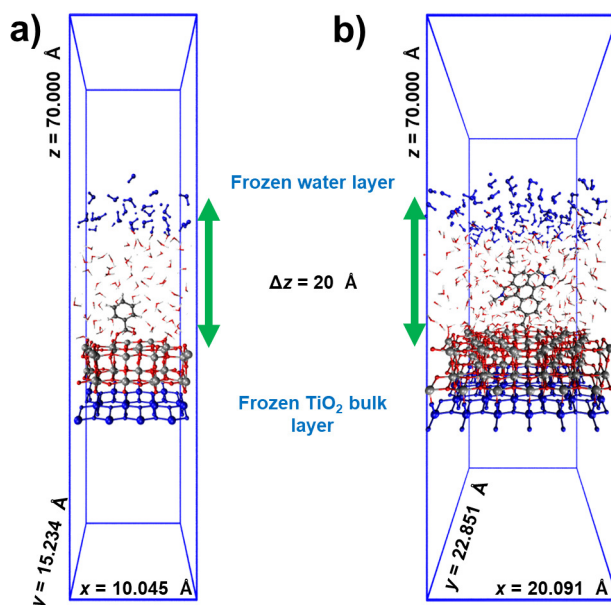 a)
z = 70.000 Å
y = 15.234 Å
x = 10.045 Å
Frozen water layer
Δz = 20 Å
Frozen TiO₂ bulk
layer
b)
z = 70.000 Å
y = 22.851 Å
x = 20.091 Å